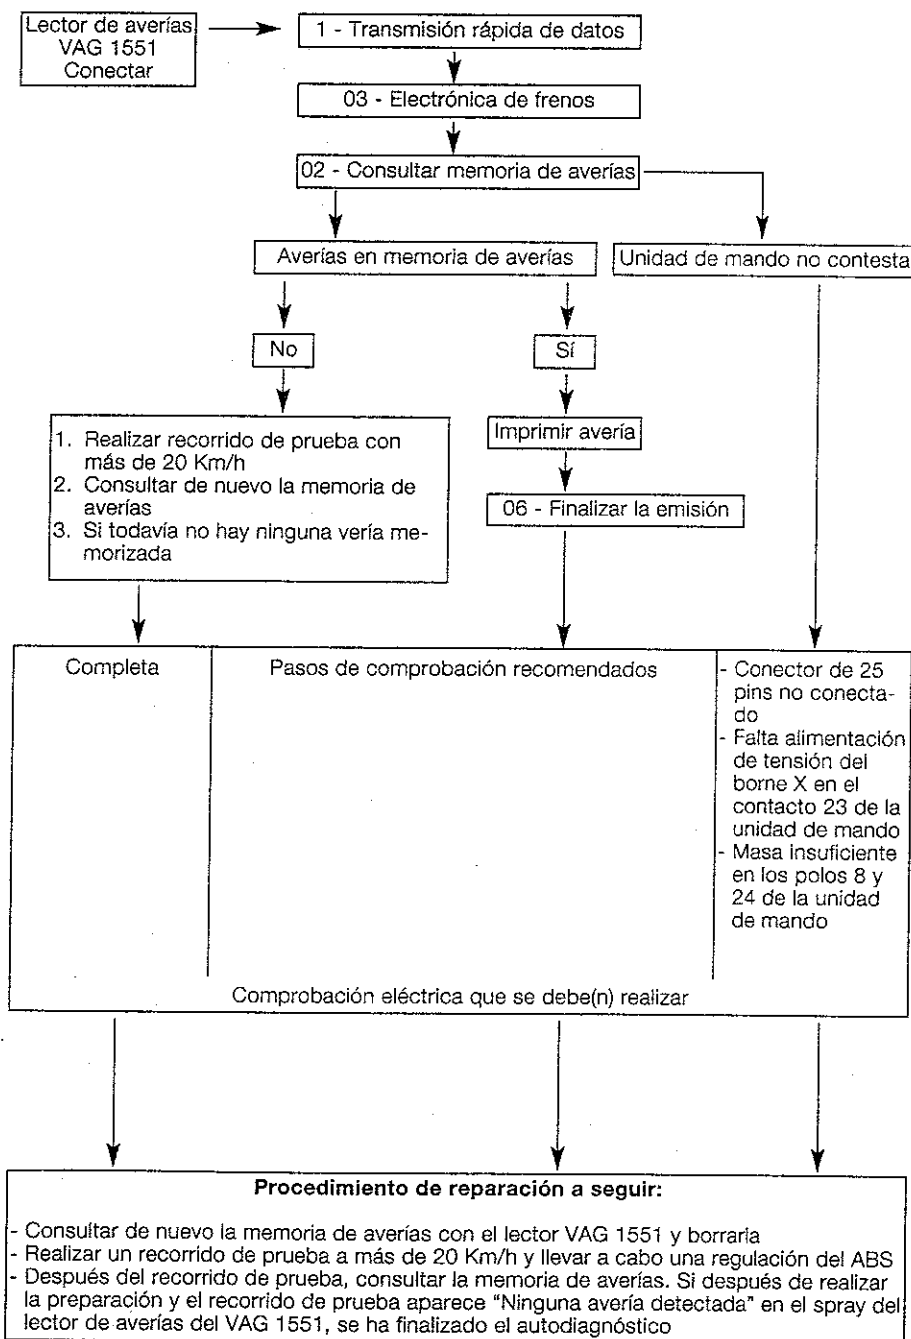 Lector de averías
VAG 1551
Conectar
1 - Transmisión rápida de datos
03 - Electrónica de frenos
02 - Consultar memoria de averías
Averías en memoria de averías
Unidad de mando no contesta
No
Sí
1. Realizar recorrido de prueba con
más de 20 Km/h
2. Consultar de nuevo la memoria de
averías
3. Si todavía no hay ninguna vería me-
morizada
Imprimir avería
06 - Finalizar la emisión
Completa
Pasos de comprobación recomendados
- Conector de 25
pins no conecta-
do
- Falta alimentación
de tensión del
borne X en el
contacto 23 de la
unidad de mando
- Masa insuficiente
en los polos 8 y
24 de la unidad
de mando
Comprobación eléctrica que se debe(n) realizar
Procedimiento de reparación a seguir:
- Consultar de nuevo la memoria de averías con el lector VAG 1551 y borrarla
- Realizar un recorrido de prueba a más de 20 Km/h y llevar a cabo una regulación del ABS
- Después del recorrido de prueba, consultar la memoria de averías. Si después de realizar
la preparación y el recorrido de prueba aparece “Ninguna avería detectada” en el spray del
lector de averías del VAG 1551, se ha finalizado el autodiagnóstico